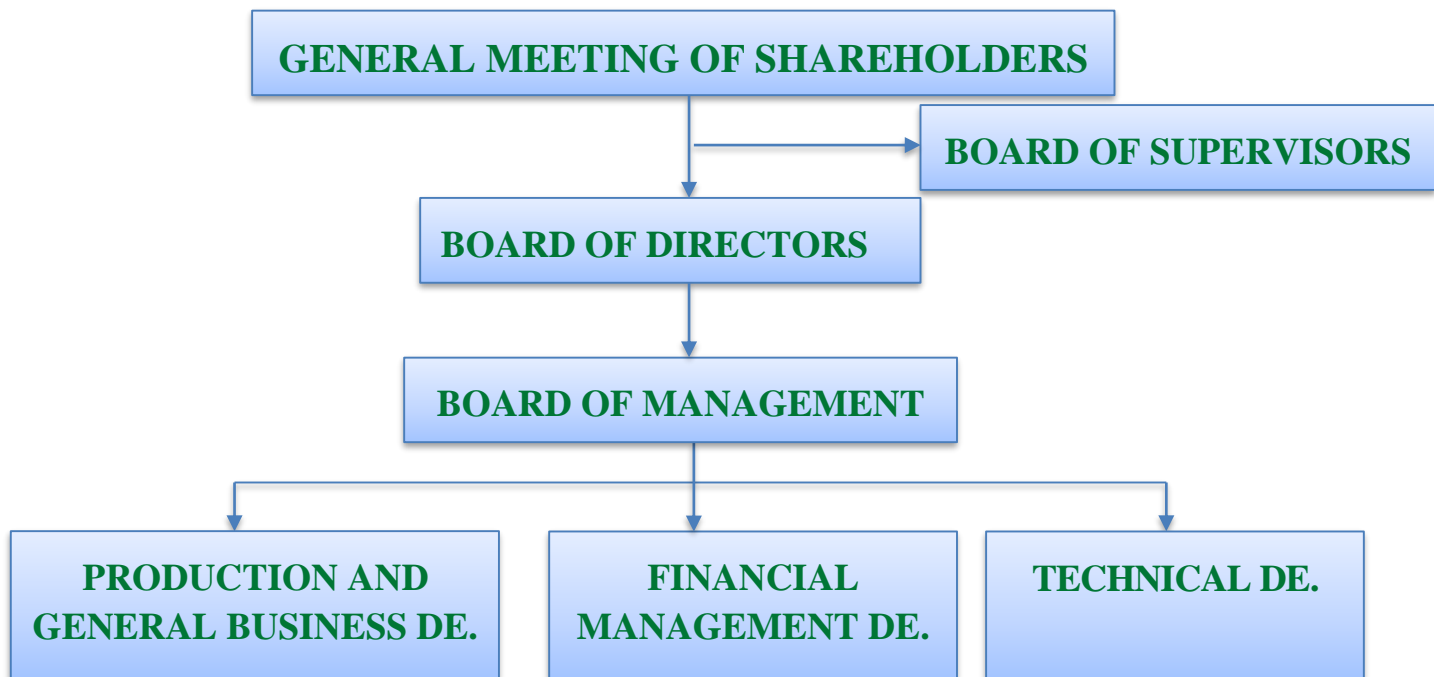 GENERAL MEETING OF SHAREHOLDERS
BOARD OF SUPERVISORS
BOARD OF DIRECTORS
BOARD OF MANAGEMENT
PRODUCTION AND
GENERAL BUSINESS DE.
FINANCIAL
MANAGEMENT DE.
TECHNICAL DE.